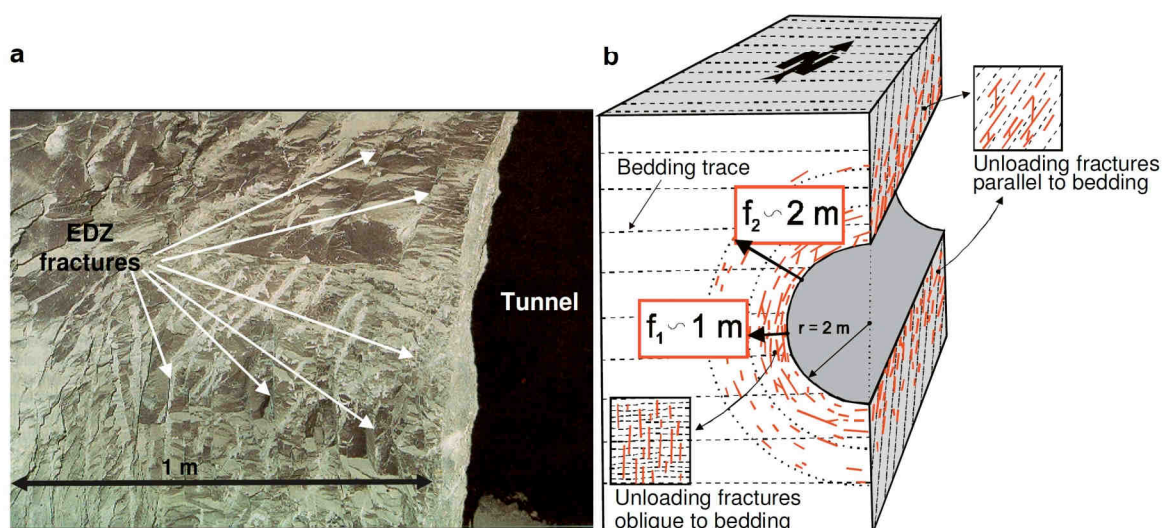 a
EDZ
fractures
Tunnel
1 m
b
N
Bedding trace
f₂ ~ 2 m
f₁ ~ 1 m
r = 2 m
Unloading fractures
parallel to bedding
Unloading fractures
oblique to bedding